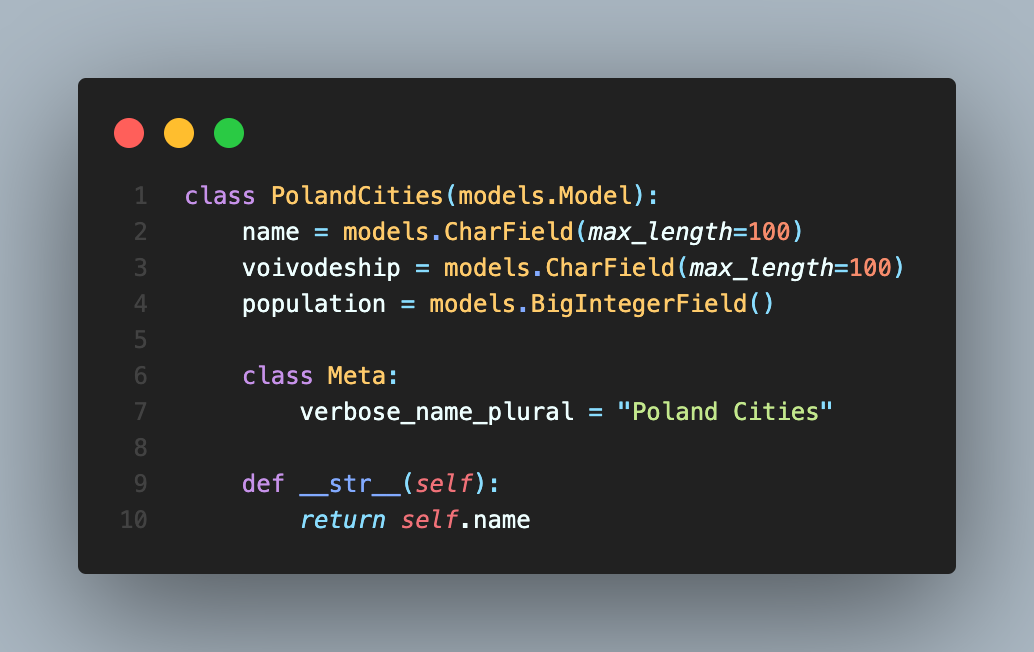 1 class PolandCities(models.Model):
2     name = models.CharField(max_length=100)
3     voivodeship = models.CharField(max_length=100)
4     population = models.BigIntegerField()
5
6     class Meta:
7         verbose_name_plural = "Poland Cities"
8
9     def __str__(self):
10         return self.name